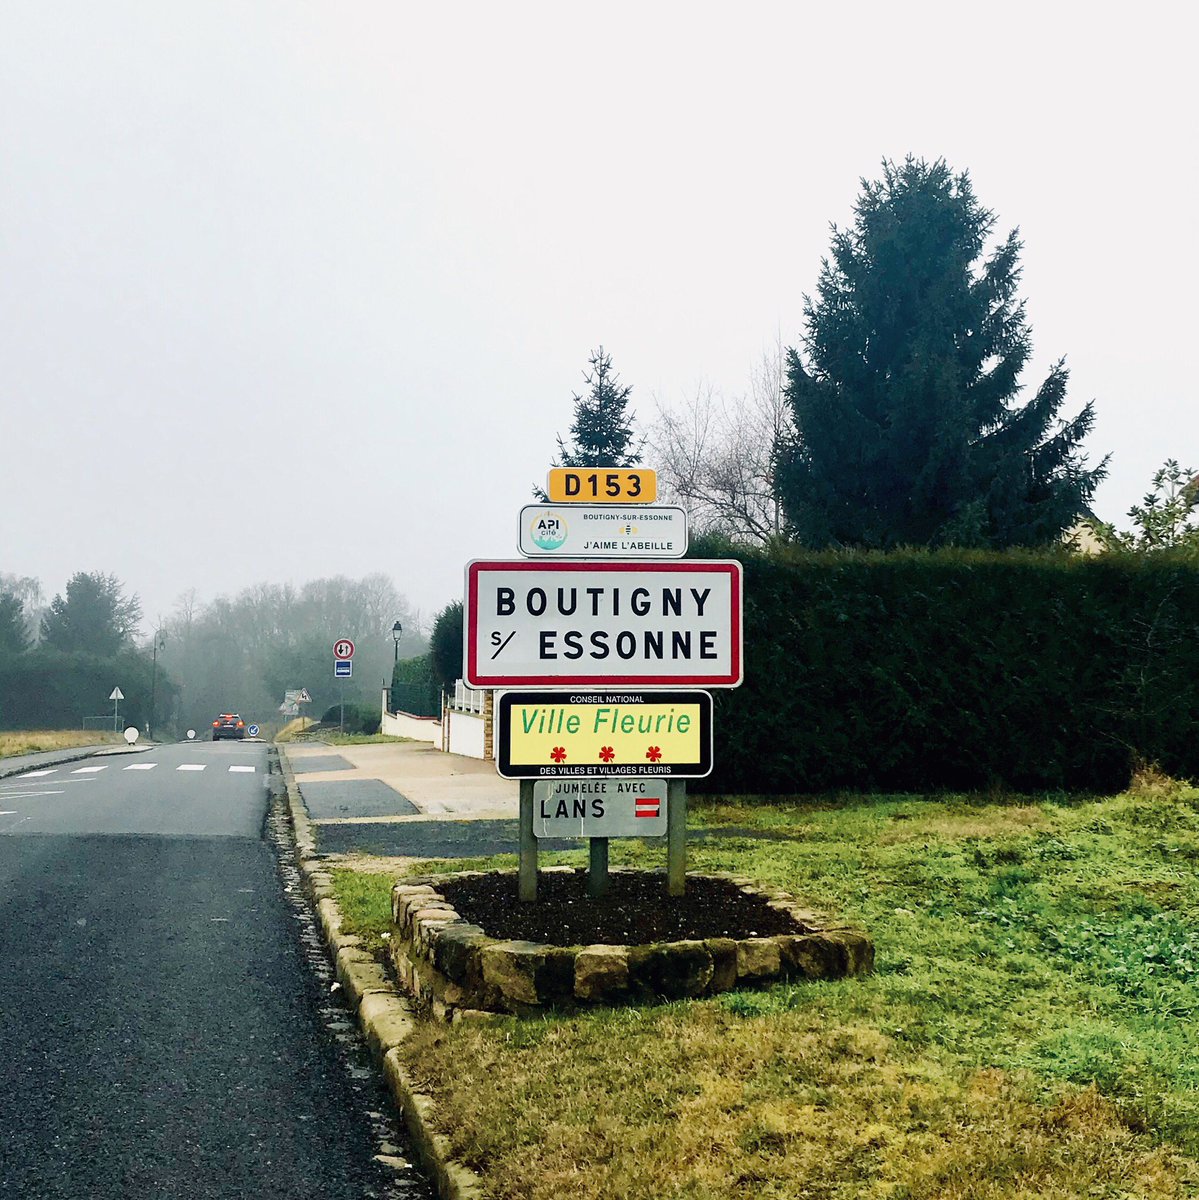 D153
API
cité
BOUTIGNY-SUR-ESSONNE
J'AIME L'ABEILLE
BOUTIGNY
S/ ESSONNE
CONSEIL NATIONAL
Ville Fleurie
DES VILLES ET VILLAGES FLEURIS
JUMELÉE AVEC
LANS